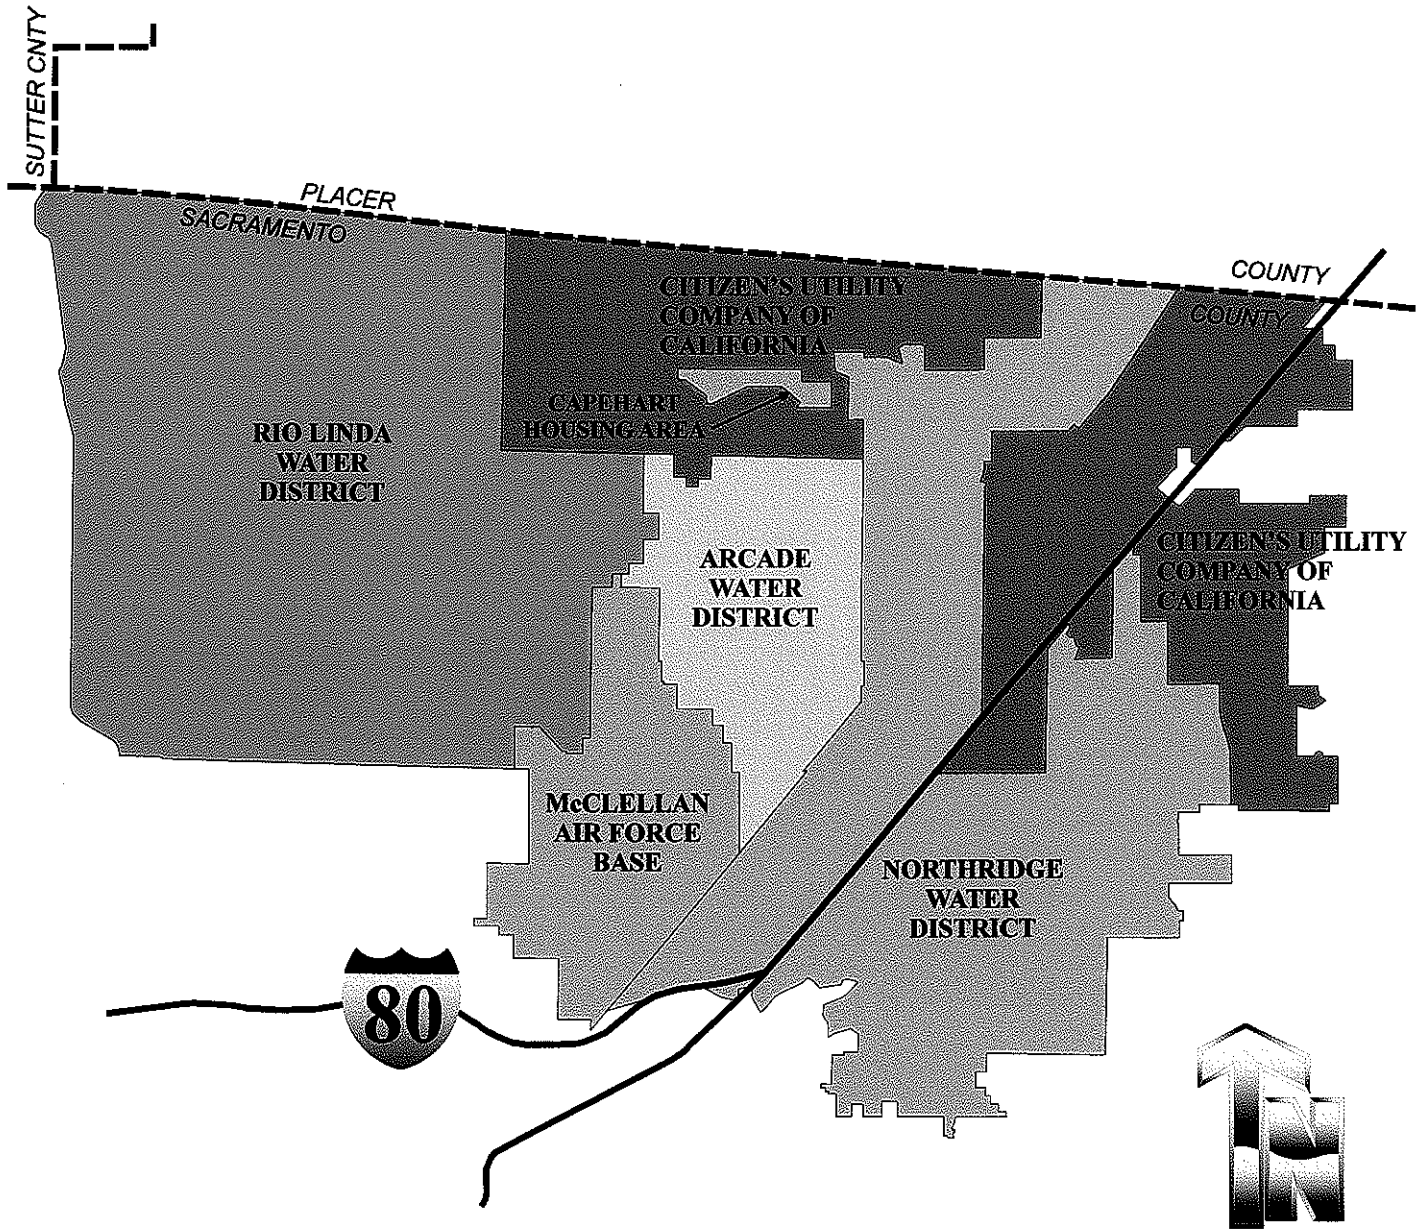 SUTTER CNTY
PLACER
SACRAMENTO
COUNTY
COUNTY
CITIZEN'S UTILITY
COMPANY OF
CALIFORNIA
CAPEHART
HOUSING AREA
RIO LINDA
WATER
DISTRICT
ARCADE
WATER
DISTRICT
CITIZEN'S UTILITY
COMPANY OF
CALIFORNIA
McCLELLAN
AIR FORCE
BASE
NORTHRIDGE
WATER
DISTRICT
80
N